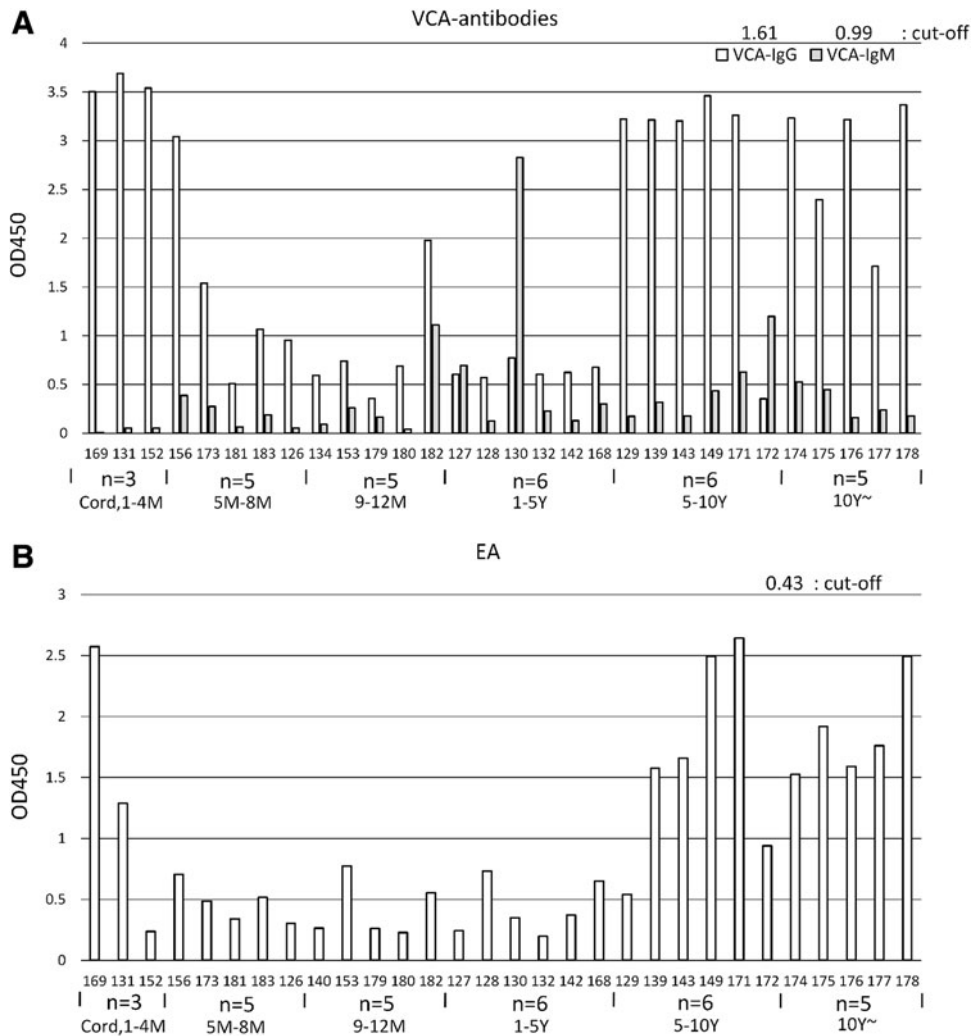 A
VCA-antibodies
1.61 0.99 : cut-off
VCA-IgG VCA-IgM
4
3.5
3
2.5
2
1.5
1
0.5
0
OD450
169 131 152 156 173 181 183 126 134 153 179 180 182 127 128 130 132 142 168 129 139 143 149 171 172 174 175 176 177 178
n=3 n=5 n=5 n=6 n=6 n=5
Cord,1-4M 5M-8M 9-12M 1-5Y 5-10Y 10Y~
B
EA
0.43 : cut-off
3
2.5
2
1.5
1
0.5
0
OD450
169 131 152 156 173 181 183 126 140 153 179 180 182 127 128 130 132 142 168 129 139 143 149 171 172 174 175 176 177 178
n=3 n=5 n=5 n=6 n=6 n=5
Cord,1-4M 5M-8M 9-12M 1-5Y 5-10Y 10Y~